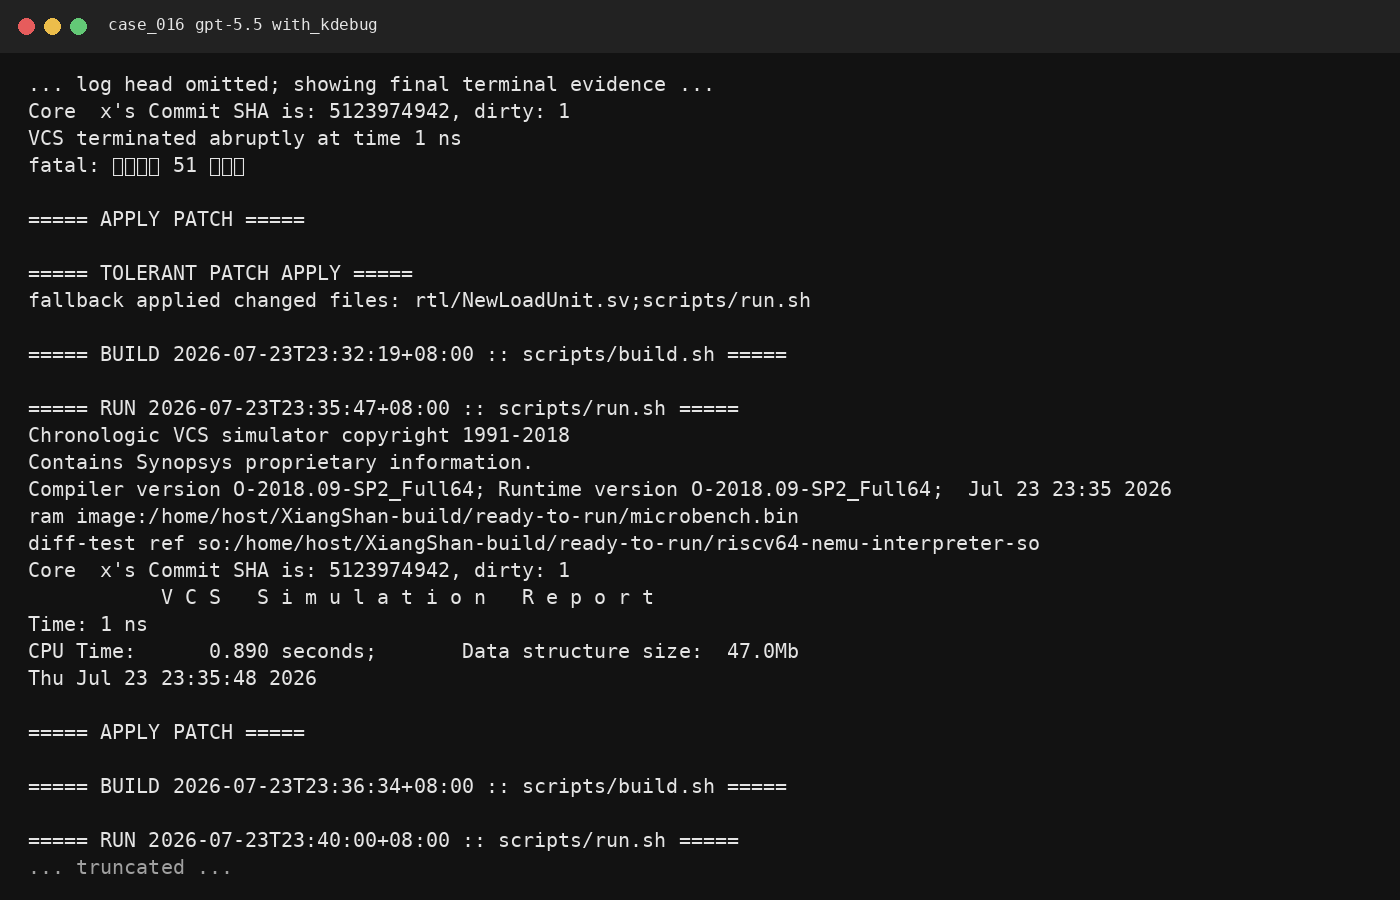 case_016 gpt-5.5 with_kdebug
... log head omitted; showing final terminal evidence ...
Core  x's Commit SHA is: 5123974942, dirty: 1
VCS terminated abruptly at time 1 ns
fatal: □□□□ 51 □□□
===== APPLY PATCH =====
===== TOLERANT PATCH APPLY =====
fallback applied changed files: rtl/NewLoadUnit.sv;scripts/run.sh
===== BUILD 2026-07-23T23:32:19+08:00 :: scripts/build.sh =====
===== RUN 2026-07-23T23:35:47+08:00 :: scripts/run.sh =====
Chronologic VCS simulator copyright 1991-2018
Contains Synopsys proprietary information.
Compiler version O-2018.09-SP2_Full64; Runtime version O-2018.09-SP2_Full64;  Jul 23 23:35 2026
ram image:/home/host/XiangShan-build/ready-to-run/microbench.bin
diff-test ref so:/home/host/XiangShan-build/ready-to-run/riscv64-nemu-interpreter-so
Core  x's Commit SHA is: 5123974942, dirty: 1
V C S   S i m u l a t i o n   R e p o r t
Time: 1 ns
CPU Time:      0.890 seconds;       Data structure size:  47.0Mb
Thu Jul 23 23:35:48 2026
===== APPLY PATCH =====
===== BUILD 2026-07-23T23:36:34+08:00 :: scripts/build.sh =====
===== RUN 2026-07-23T23:40:00+08:00 :: scripts/run.sh =====
... truncated ...